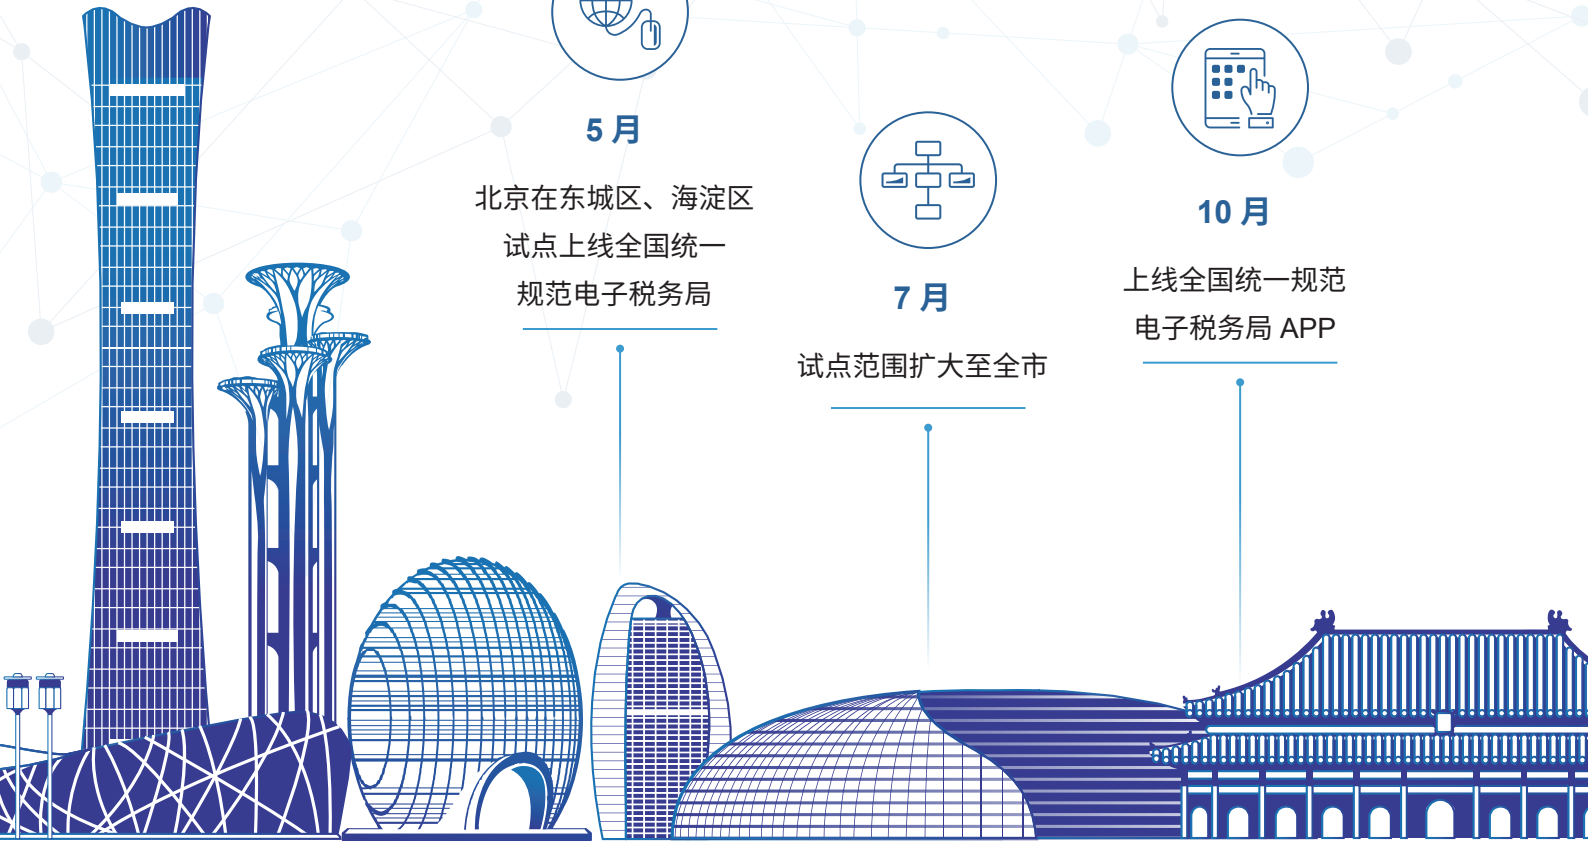 5 月
北京在东城区、海淀区
试点上线全国统一
规范电子税务局
7 月
试点范围扩大至全市
10 月
上线全国统一规范
电子税务局 APP